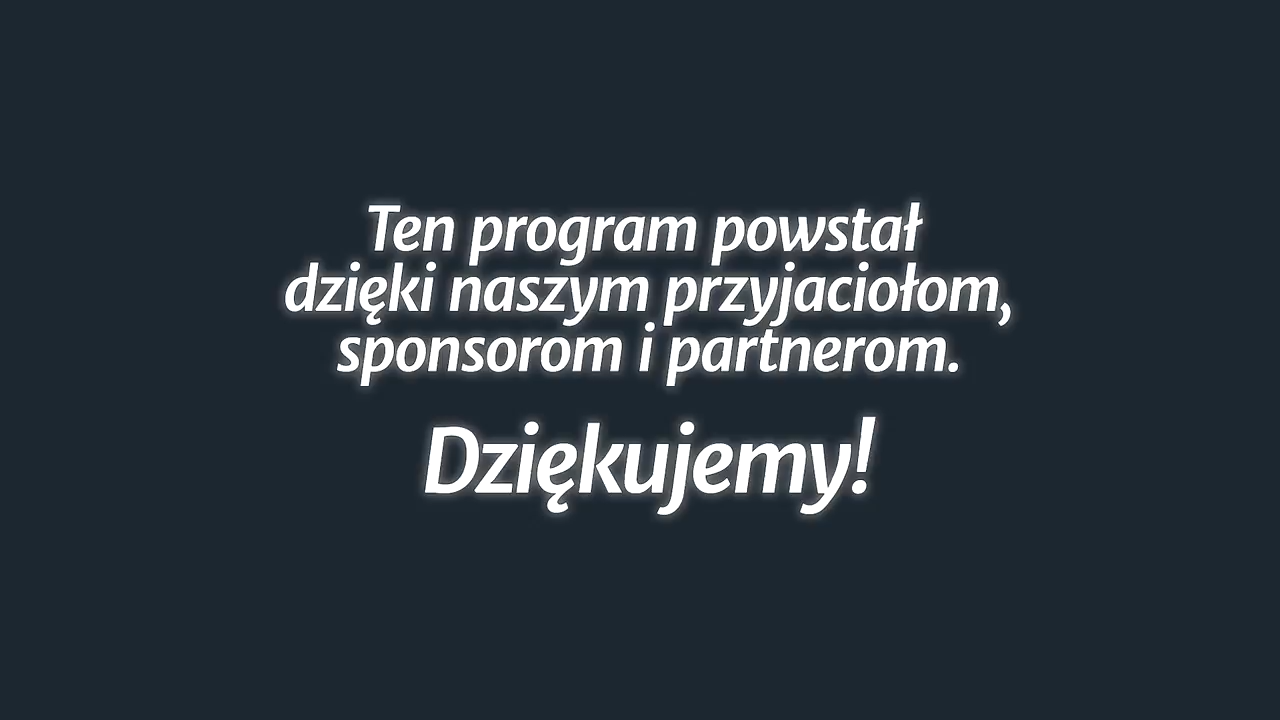 Ten program powstał
dzięki naszym przyjaciołom,
sponsorom i partnerom.
Dziękujemy!